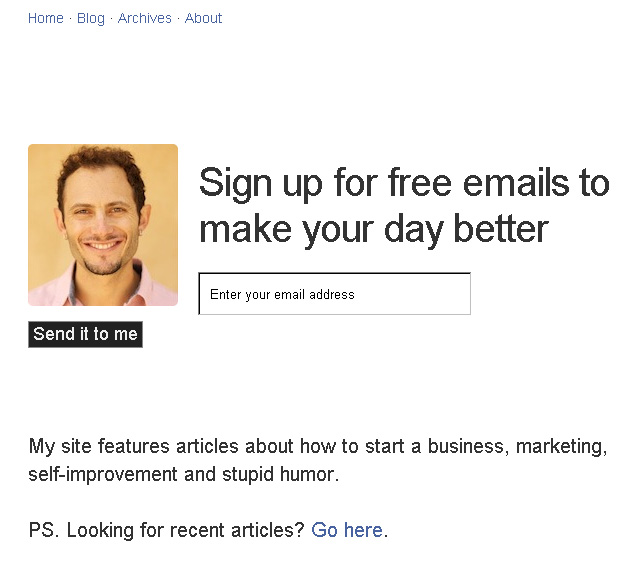 Home · Blog · Archives · About
Sign up for free emails to
make your day better
Enter your email address
Send it to me
My site features articles about how to start a business, marketing,
self-improvement and stupid humor.
PS. Looking for recent articles? Go here.